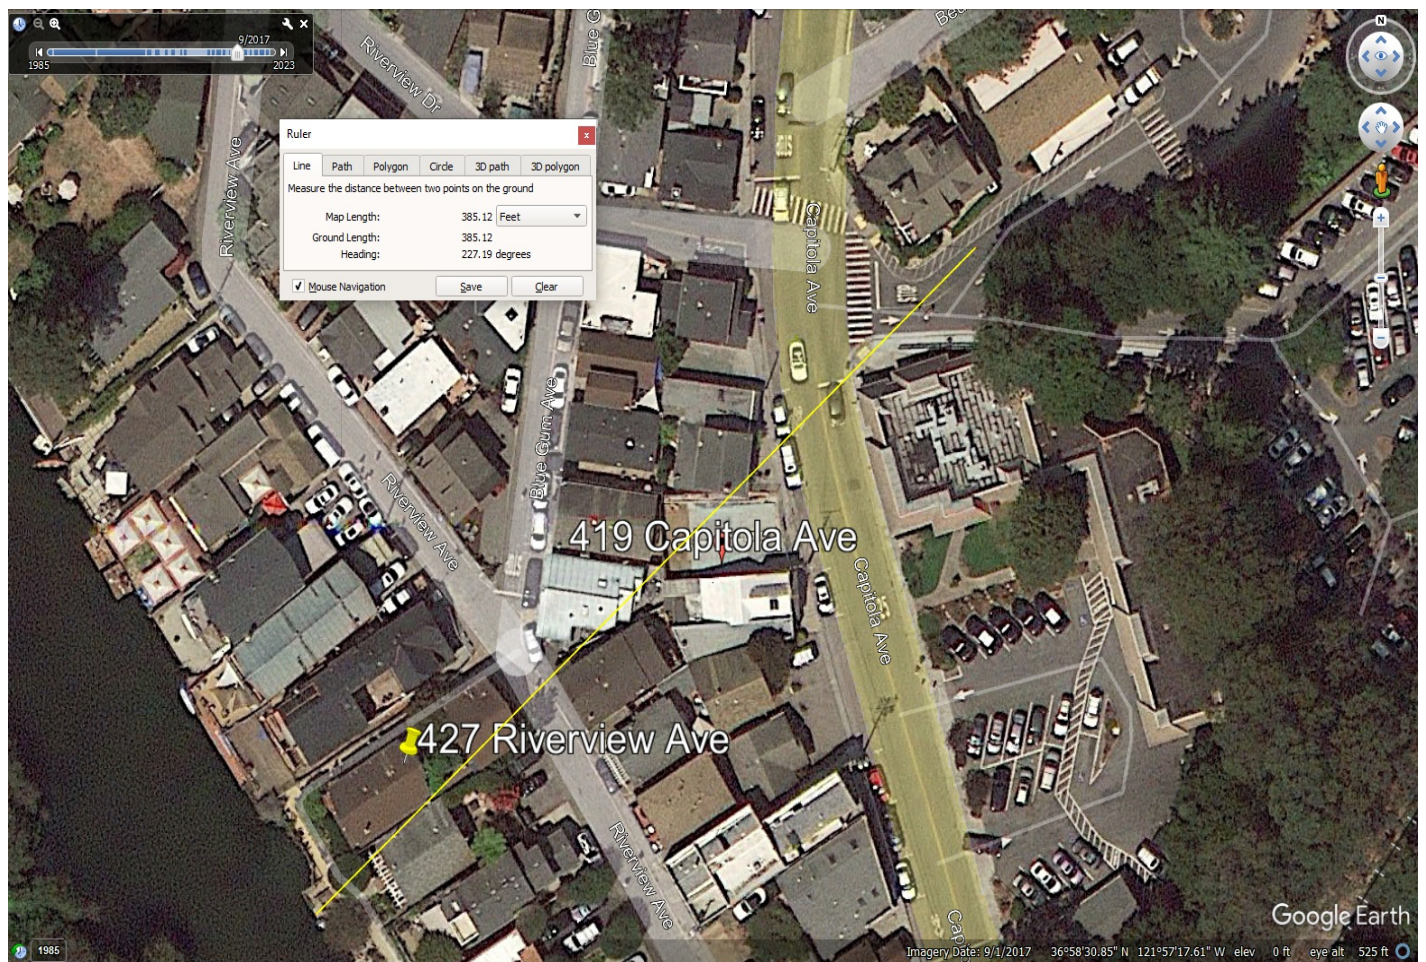 9/2017
1985
2023
Riverview Dr
Blue G
Bea
N
Riverview Ave
Ruler
x
Line
Path
Polygon
Circle
3D path
3D polygon
Measure the distance between two points on the ground
Map Length: 385.12 Feet
Ground Length: 385.12
Heading: 227.19 degrees
Mouse Navigation
Save
Clear
Capitola Ave
STOP
Blue Gum Ave
Riverview Ave
419 Capitola Ave
Capitola Ave
427 Riverview Ave
Riverview Ave
Google Earth
Capi
1985
Imagery Date: 9/1/2017 36°58'30.85" N 121°57'17.61" W elev 0 ft eye alt 525 ft